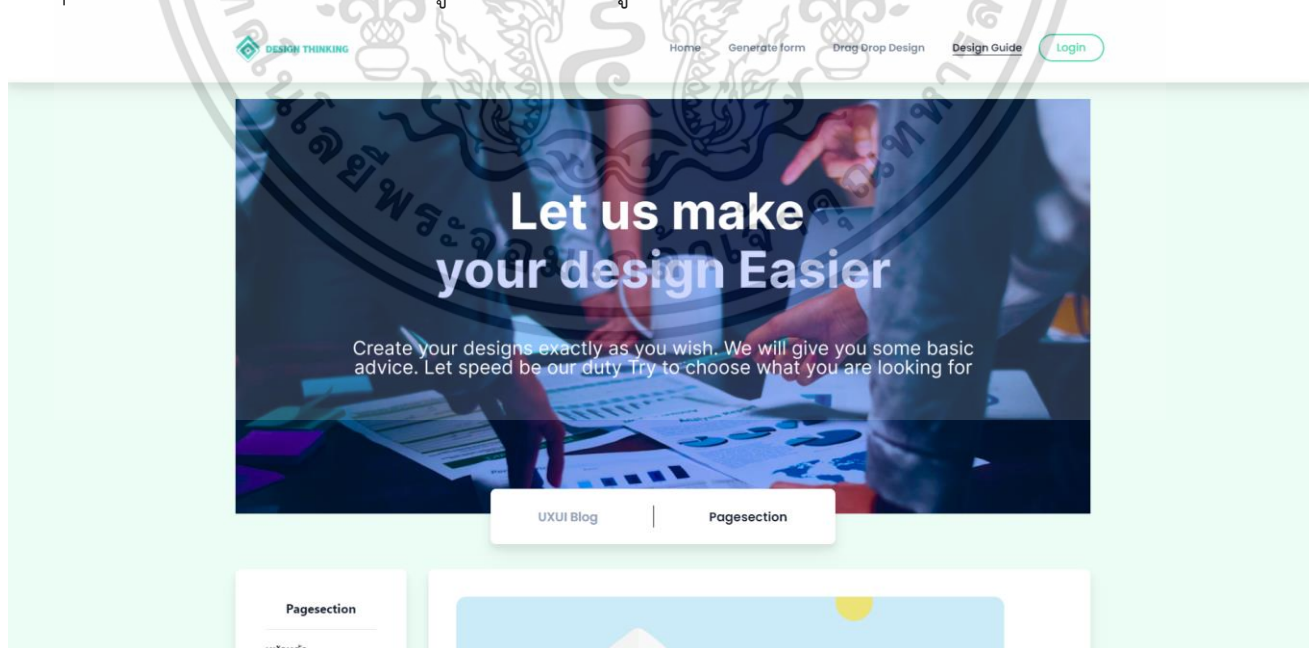 DESIGN THINKING
Home Generate form Drag Drop Design Design Guide Login
Let us make
your design Easier
Create your designs exactly as you wish. We will give you some basic
advice. Let speed be our duty Try to choose what you are looking for
UXUI Blog Pagesection
Pagesection